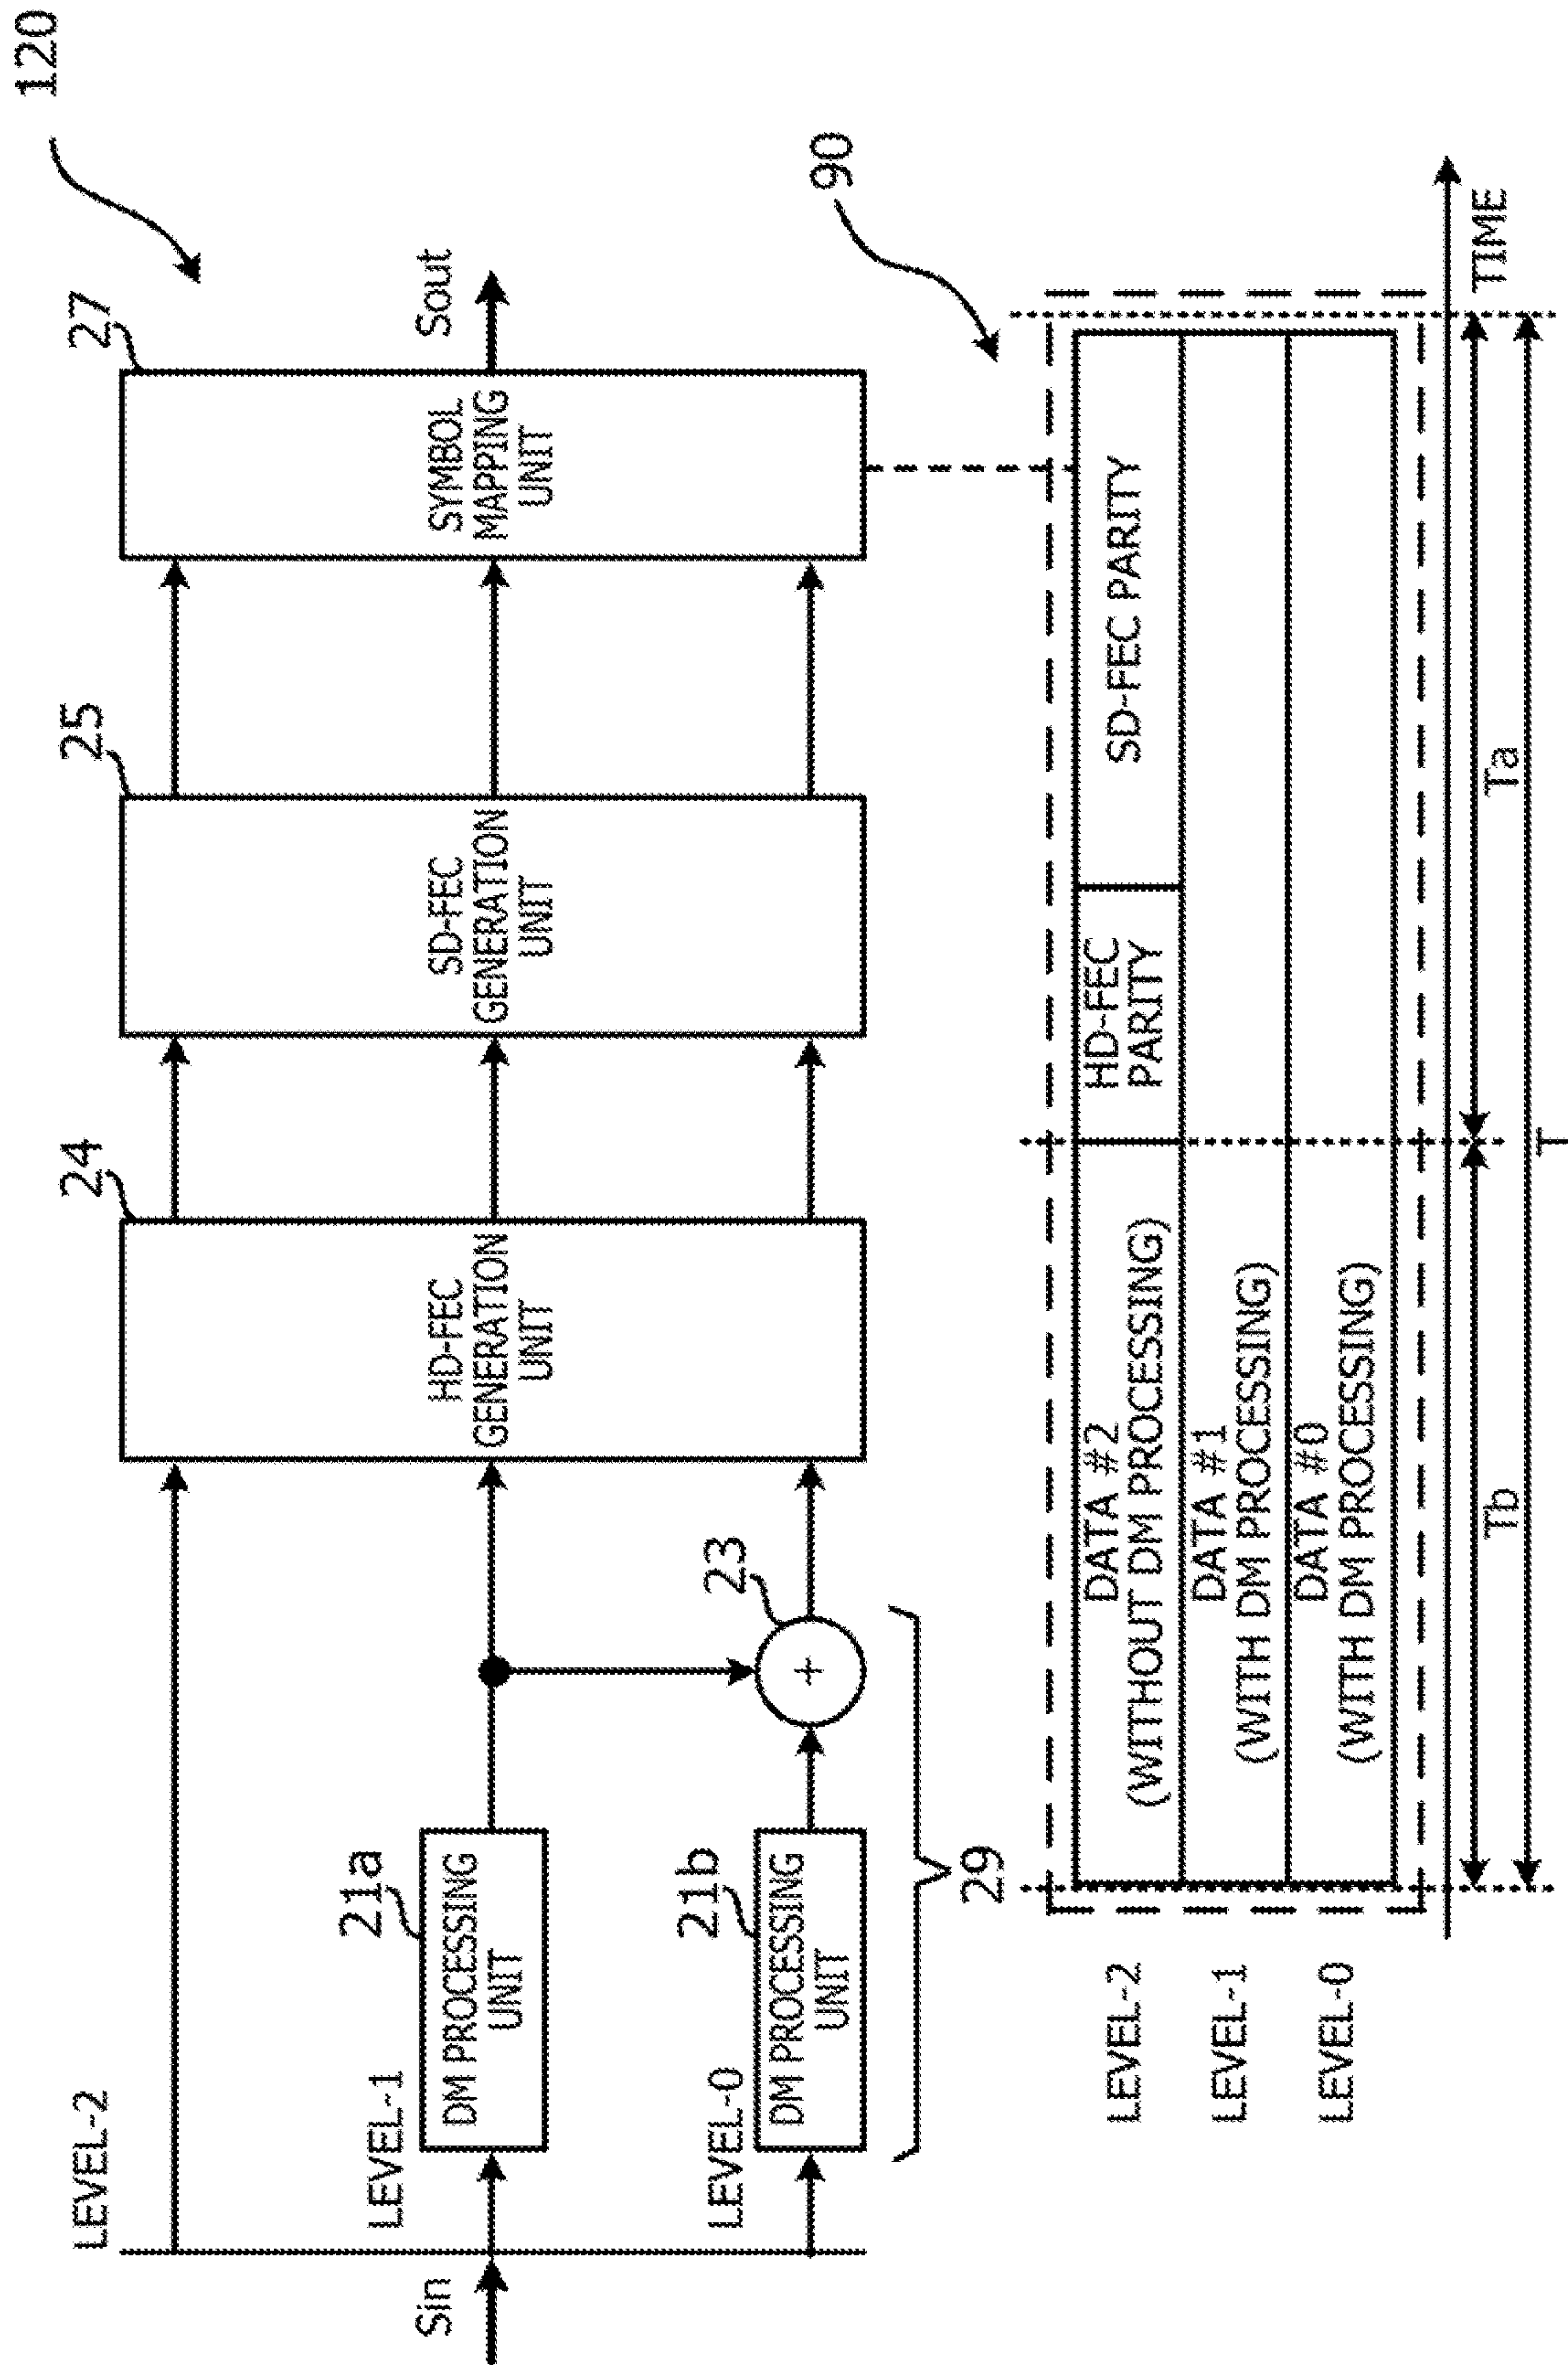 120
LEVEL-2
24
25
27
Sin
LEVEL-1
21a
DM PROCESSING
UNIT
HD-FEC
GENERATION
UNIT
SD-FEC
GENERATION
UNIT
SYMBOL
MAPPING
UNIT
Sout
LEVEL-0
21b
DM PROCESSING
UNIT
23
+
29
90
LEVEL-2
DATA #2
(WITHOUT DM PROCESSING)
HD-FEC
PARITY
SD-FEC PARITY
LEVEL-1
DATA #1
(WITH DM PROCESSING)
LEVEL-0
DATA #0
(WITH DM PROCESSING)
TIME
Tb
Ta
T